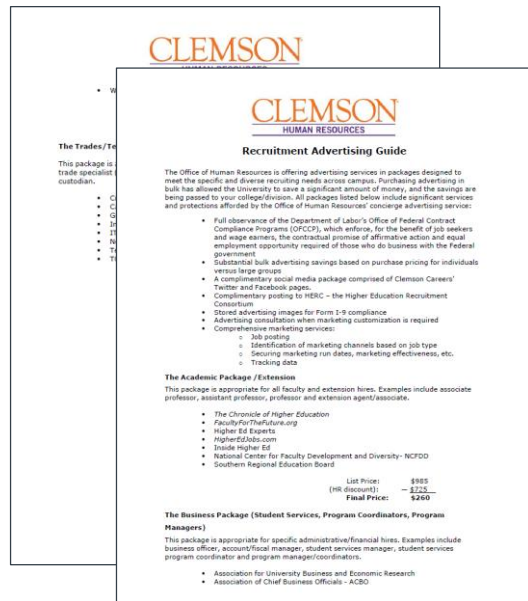 CLEMSON
HUMAN RESOURCES
• W
The Trades/Te
This package is
trade specialist
custodian.
CLEMSON
HUMAN RESOURCES
Recruitment Advertising Guide
The Office of Human Resources is offering advertising services in packages designed to
meet the specific and diverse recruiting needs across campus. Purchasing advertising in
bulk has allowed the University to save a significant amount of money, and the savings are
being passed to your college/division. All packages listed below include significant services
and protections afforded by the Office of Human Resources' concierge advertising service:
• Full observance of the Department of Labor's Office of Federal Contract
Compliance Programs (OFCCP), which enforce, for the benefit of job seekers
and wage earners, the contractual promise of affirmative action and equal
employment opportunity required of those who do business with the Federal
government
• Substantial bulk advertising savings based on purchase pricing for individuals
versus large groups
• A complimentary social media package comprised of Clemson Careers'
Twitter and Facebook pages.
• Complimentary posting to HERC – the Higher Education Recruitment
Consortium
• Stored advertising images for Form I-9 compliance
• Advertising consultation when marketing customization is required
• Comprehensive marketing services:
o Job posting
o Identification of marketing channels based on job type
o Securing marketing run dates, marketing effectiveness, etc.
o Tracking data
The Academic Package /Extension
This package is appropriate for all faculty and extension hires. Examples include associate
professor, assistant professor, professor and extension agent/associate.
• The Chronicle of Higher Education
• FacultyForTheFuture.org
• Higher Ed Experts
• HigherEdJobs.com
• Inside Higher Ed
• National Center for Faculty Development and Diversity- NCFDD
• Southern Regional Education Board
List Price: $985
(HR discount): – $725
Final Price: $260
The Business Package (Student Services, Program Coordinators, Program
Managers)
This package is appropriate for specific administrative/financial hires. Examples include
business officer, account/fiscal manager, student services manager, student services
program coordinator and program manager/coordinators.
• Association for University Business and Economic Research
• Association of Chief Business Officials - ACBO